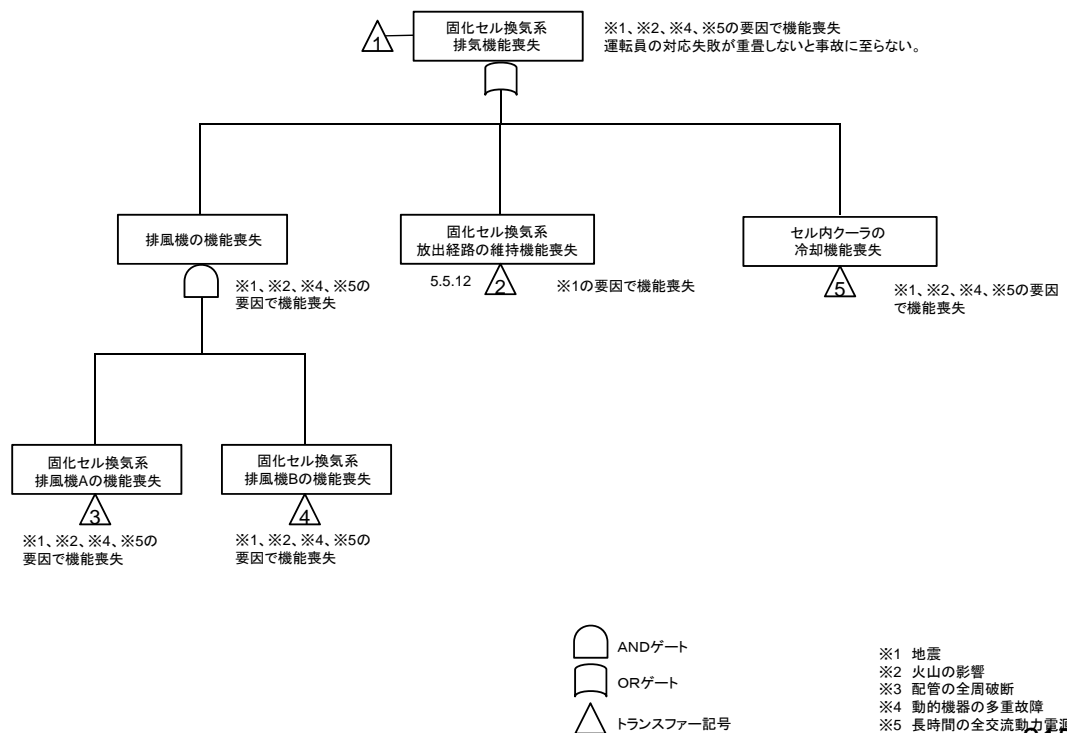 固化セル換気系
排気機能喪失
1
※1、※2、※4、※5の要因で機能喪失
運転員の対応失敗が重畳しないと事故に至らない。
排風機の機能喪失
※1、※2、※4、※5の
要因で機能喪失
固化セル換気系
放出経路の維持機能喪失
5.5.12
2
※1の要因で機能喪失
セル内クーラの
冷却機能喪失
5
※1、※2、※4、※5の要因
で機能喪失
固化セル換気系
排風機Aの機能喪失
3
※1、※2、※4、※5の
要因で機能喪失
固化セル換気系
排風機Bの機能喪失
4
※1、※2、※4、※5の
要因で機能喪失
ANDゲート
ORゲート
トランスファー記号
※1 地震
※2 火山の影響
※3 配管の全周破断
※4 動的機器の多重故障
※5 長時間の全交流動力電源